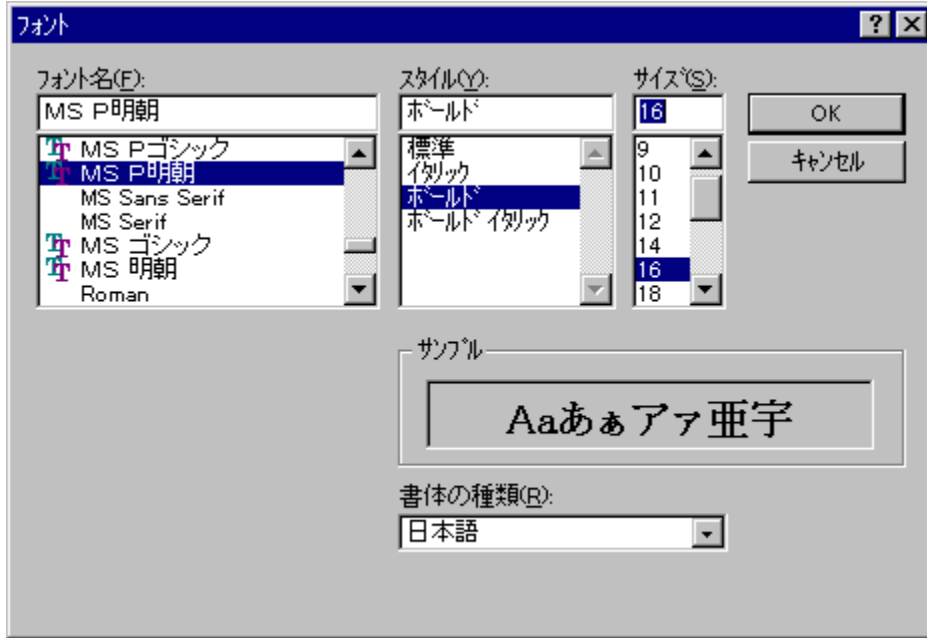 フォント
フォント名(F):
MS P明朝
MS Pゴシック
MS P明朝
MS Sans Serif
MS Serif
MS ゴシック
MS 明朝
Roman
スタイル(Y):
ボールド
標準
イタリック
ボールド
ボールド イタリック
サイズ(S):
16
9
10
11
12
14
16
18
OK
キャンセル
サンプル
Aaあぁアァ亜宇
書体の種類(R):
日本語